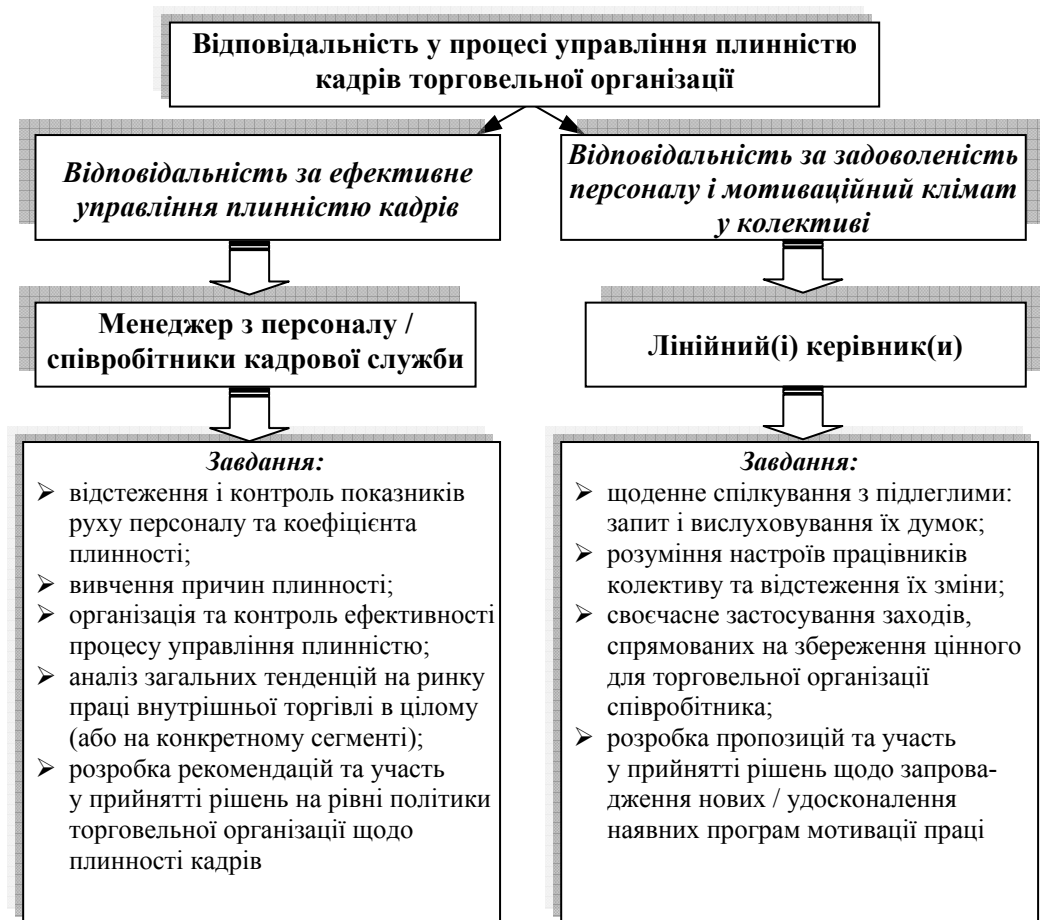 Відповідальність у процесі управління плинністю
кадрів торговельної організації
Відповідальність за ефективне
управління плинністю кадрів
Відповідальність за задоволеність
персоналу і мотиваційний клімат
у колективі
Менеджер з персоналу /
співробітники кадрової служби
Лінійний(і) керівник(и)
Завдання:
➢ відстеження і контроль показників
руху персоналу та коефіцієнта
плинності;
➢ вивчення причин плинності;
➢ організація та контроль ефективності
процесу управління плинністю;
➢ аналіз загальних тенденцій на ринку
праці внутрішньої торгівлі в цілому
(або на конкретному сегменті);
➢ розробка рекомендацій та участь
у прийнятті рішень на рівні політики
торговельної організації щодо
плинності кадрів
Завдання:
➢ щоденне спілкування з підлеглими:
запит і вислуховування їх думок;
➢ розуміння настроїв працівників
колективу та відстеження їх зміни;
➢ своєчасне застосування заходів,
спрямованих на збереження цінного
для торговельної організації
співробітника;
➢ розробка пропозицій та участь
у прийнятті рішень щодо запрова-
дження нових / удосконалення
наявних програм мотивації праці